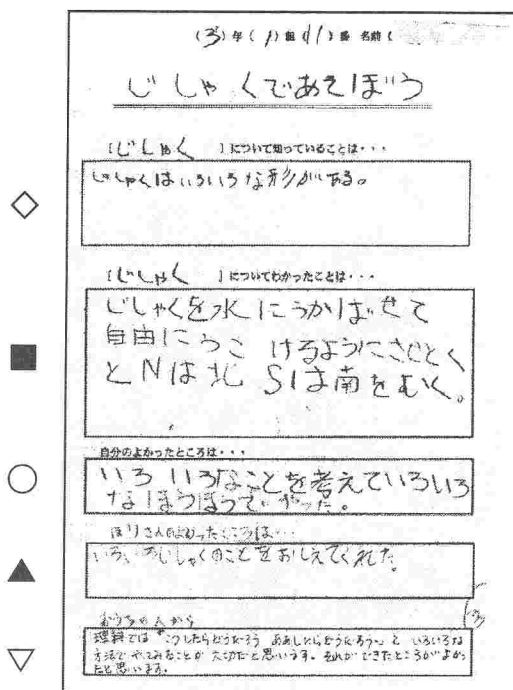 (3)年(1)組41番 名前(
じしゃくであそぼう
[じしゃく ]について知っていることは・・・
じしゃくはいろいろな形がある。
[じしゃく ]についてわかったことは・・・
じしゃくを水にうかばせて
自由にうご けるようにさせとく
とNは北 Sは南をむく。
自分のよかったところは・・・
いろ いろなことを考えていろいろ
なほうほうで やった。
ほりさんのよかったところは…
じしゃくのことをおしえてくれた。
おうちの人から
理科では "こうしたらどうだろう ああしたらどうだろう〜"と いろいろな
方法でやってみることが 大切だと思います。それができたところがよかっ
たと思います。